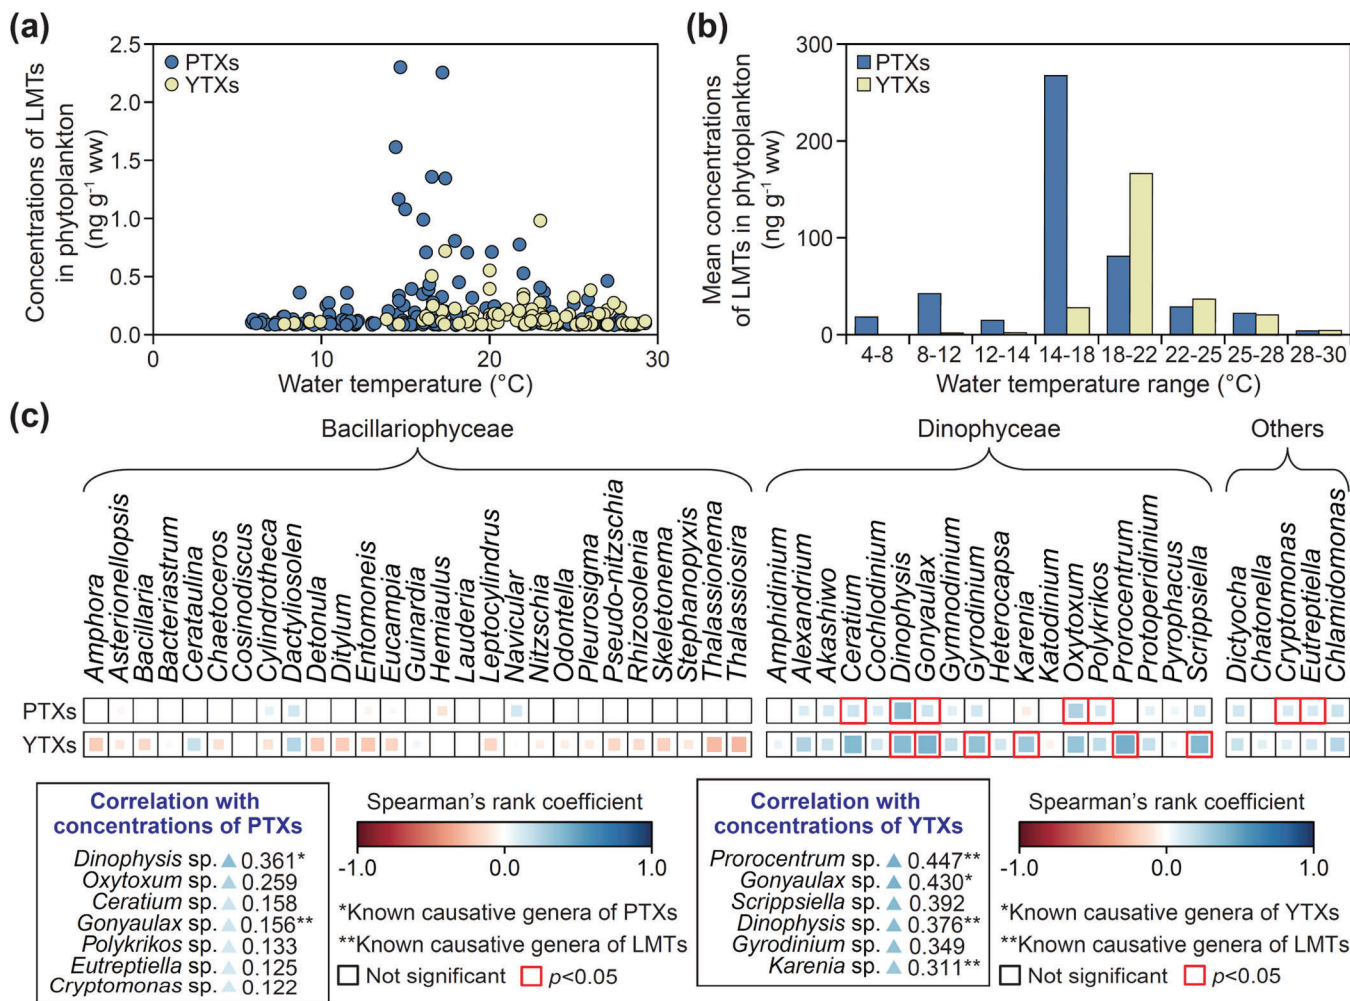 (a)
Concentrations of LMTs
in phytoplankton
(ng g⁻¹ ww)
2.5
2.0
1.5
1.0
0.5
0.0
PTXs
YTXs
0
10
20
30
Water temperature (°C)
(b)
Mean concentrations
of LMTs in phytoplankton
(ng g⁻¹ ww)
300
200
100
0
PTXs
YTXs
4-8
8-12
12-14
14-18
18-22
22-25
25-28
28-30
Water temperature range (°C)
(c)
Bacillariophyceae
Dinophyceae
Others
Amphora
Asterionellopsis
Bacillaria
Bacteriastrum
Cerataulina
Chaetoceros
Cosinodiscus
Cylindrotheca
Dactyliosolen
Detonula
Ditylum
Entomoneis
Eucampia
Guinardia
Hemiaulus
Lauderia
Leptocylindrus
Navicular
Nitzschia
Odontella
Pleurosigma
Pseudo-nitzschia
Rhizosolenia
Skeletonema
Stephanopyxis
Thalassionema
Thalassiosira
Amphidinium
Alexandrium
Akashiwo
Ceratium
Cochlodinium
Dinophysis
Gonyaulax
Gymnodinium
Gyrodinium
Heterocapsa
Karenia
Katodinium
Oxytoxum
Polykrikos
Prorocentrum
Protoperidinium
Pyrophacus
Scrippsiella
Dictyocha
Chatonella
Cryptomonas
Eutreptiella
Chlamidomonas
PTXs
YTXs
Correlation with
concentrations of PTXs
Dinophysis sp. 0.361*
Oxytoxum sp. 0.259
Ceratium sp. 0.158
Gonyaulax sp. 0.156**
Polykrikos sp. 0.133
Eutreptiella sp. 0.125
Cryptomonas sp. 0.122
Spearman's rank coefficient
-1.0 0.0 1.0
*Known causative genera of PTXs
**Known causative genera of LMTs
Not significant p<0.05
Correlation with
concentrations of YTXs
Prorocentrum sp. 0.447**
Gonyaulax sp. 0.430*
Scrippsiella sp. 0.392
Dinophysis sp. 0.376**
Gyrodinium sp. 0.349
Karenia sp. 0.311**
Spearman's rank coefficient
-1.0 0.0 1.0
*Known causative genera of YTXs
**Known causative genera of LMTs
Not significant p<0.05